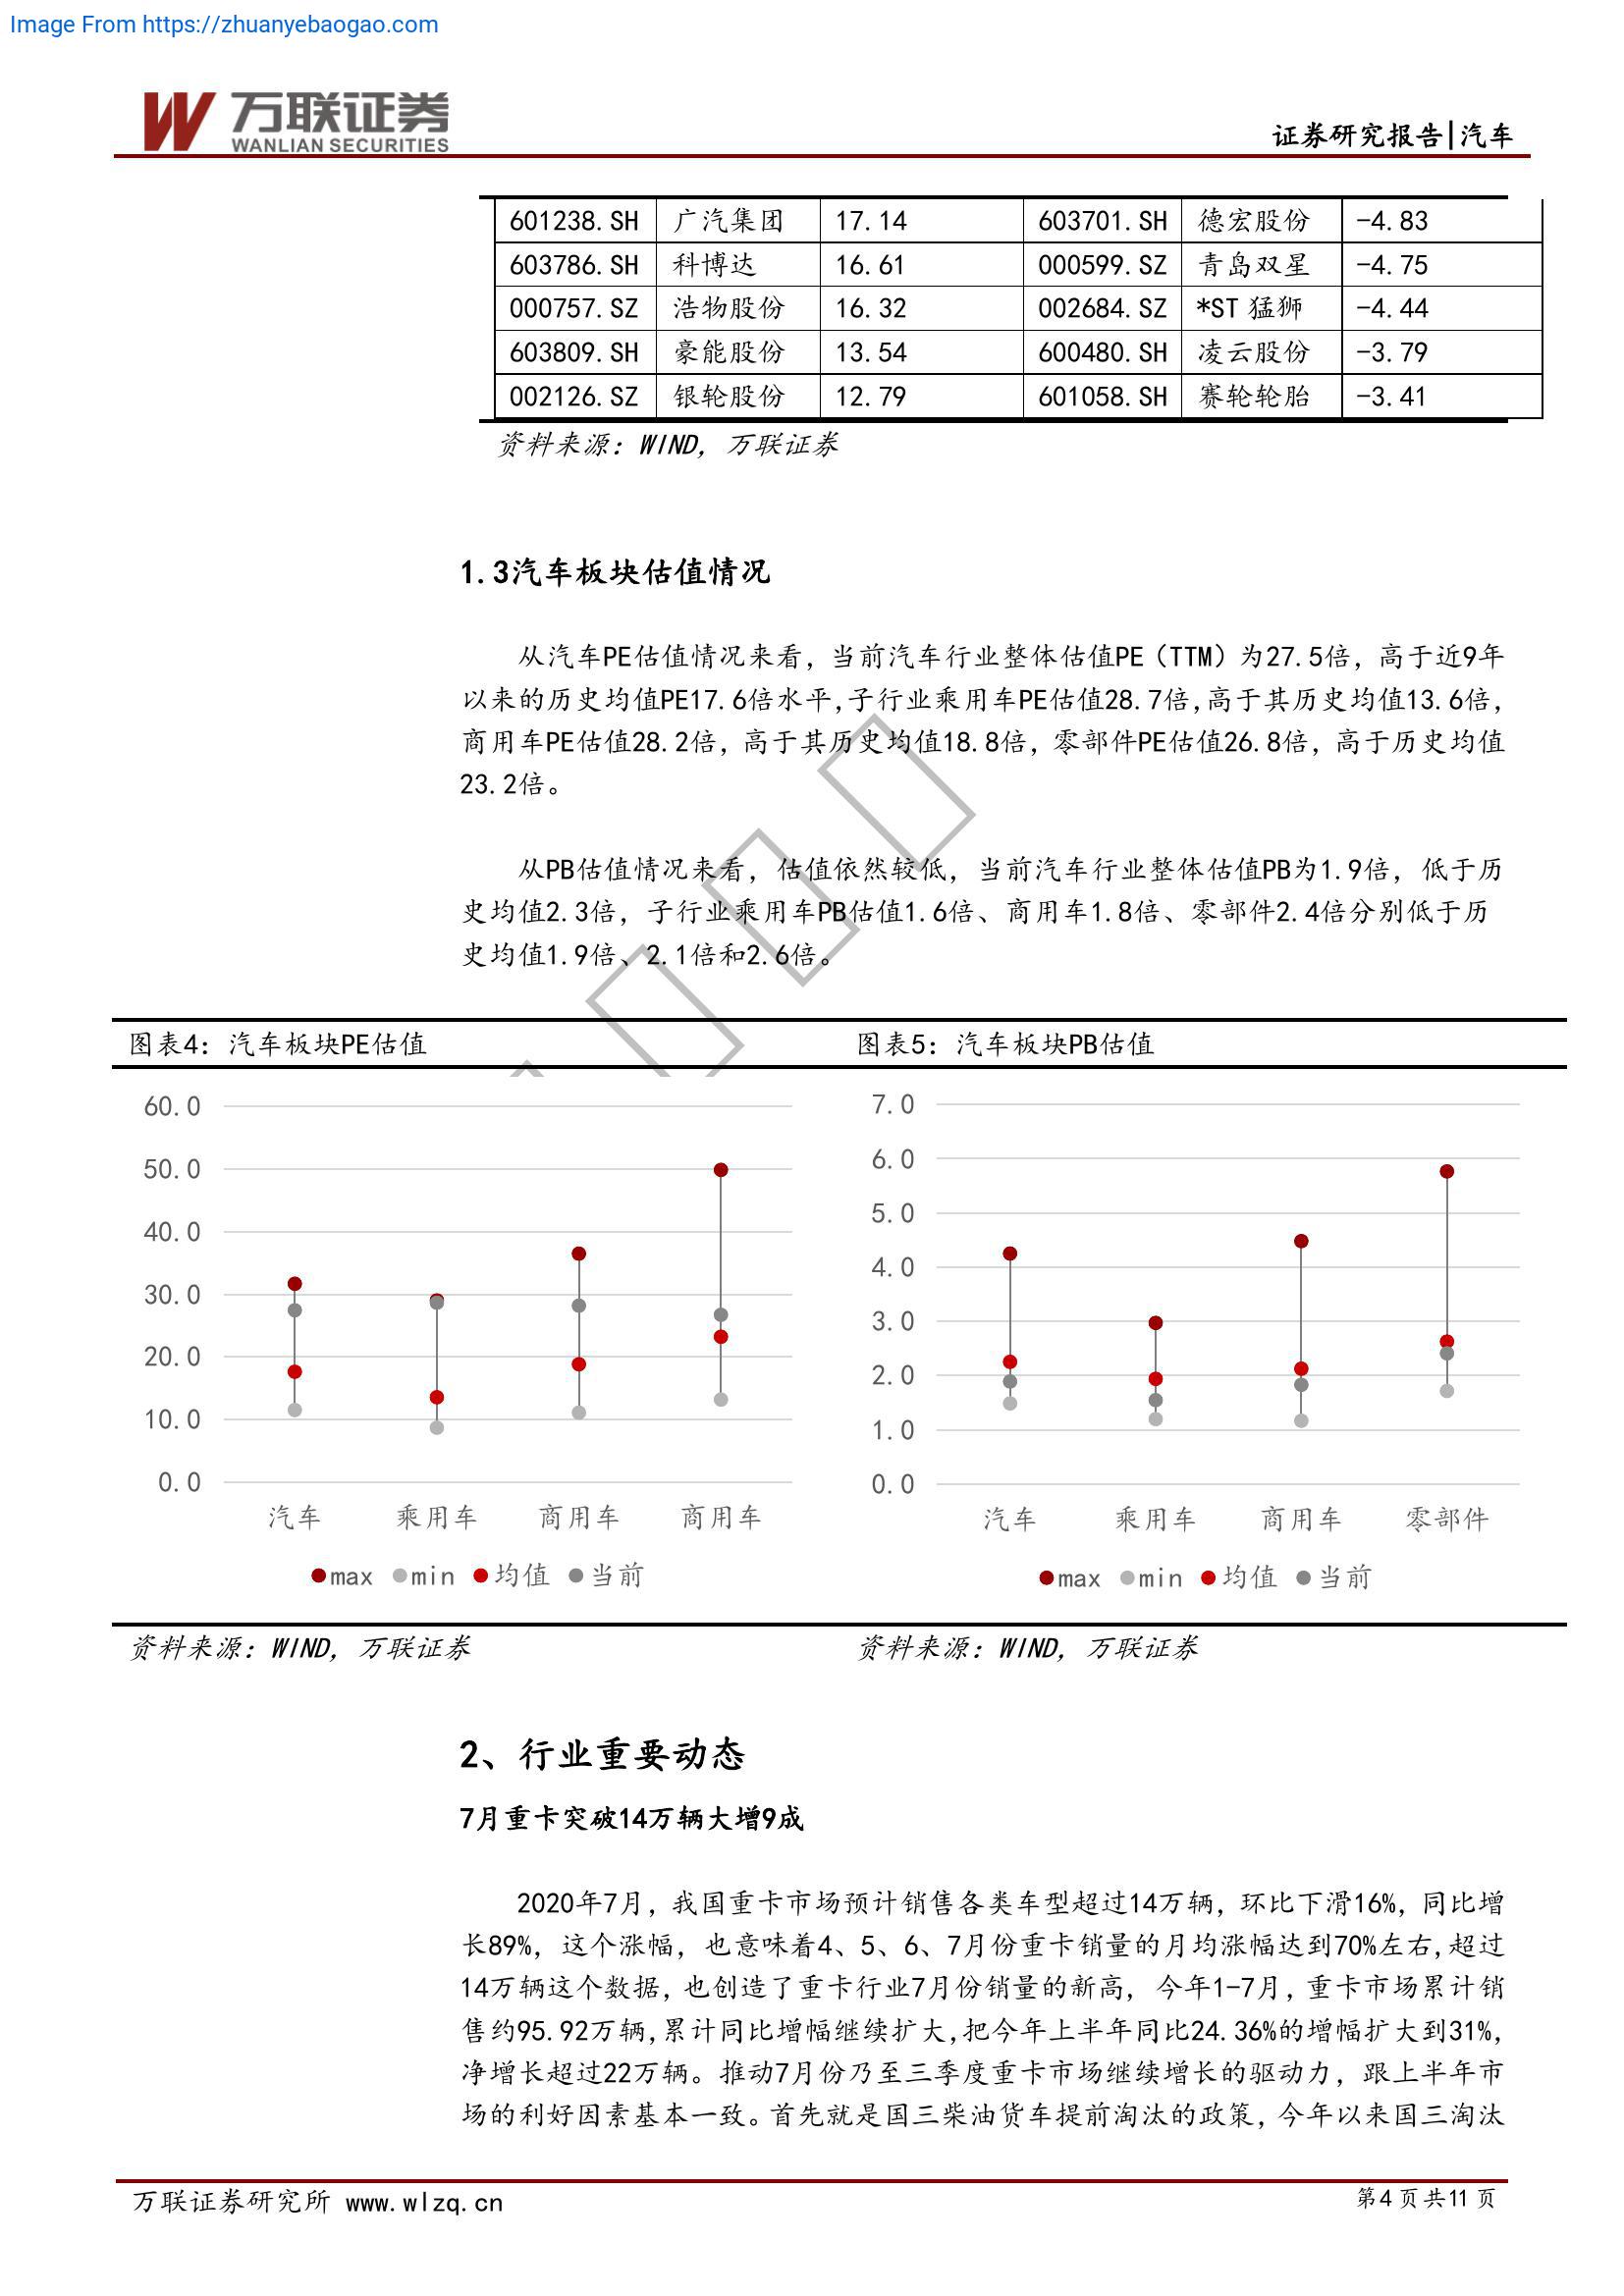 Image From https://zhuanyebaogao.com
万联证券
WANLIAN SECURITIES
证券研究报告|汽车
601238.SH 广汽集团 17.14 603701.SH 德宏股份 -4.83
603786.SH 科博达 16.61 000599.SZ 青岛双星 -4.75
000757.SZ 浩物股份 16.32 002684.SZ *ST 猛狮 -4.44
603809.SH 豪能股份 13.54 600480.SH 凌云股份 -3.79
002126.SZ 银轮股份 12.79 601058.SH 赛轮轮胎 -3.41
资料来源：WIND，万联证券
1.3汽车板块估值情况
从汽车PE估值情况来看，当前汽车行业整体估值PE（TTM）为27.5倍，高于近9年
以来的历史均值PE17.6倍水平,子行业乘用车PE估值28.7倍,高于其历史均值13.6倍，
商用车PE估值28.2倍，高于其历史均值18.8倍，零部件PE估值26.8倍，高于历史均值
23.2倍。
从PB估值情况来看，估值依然较低，当前汽车行业整体估值PB为1.9倍，低于历
史均值2.3倍，子行业乘用车PB估值1.6倍、商用车1.8倍、零部件2.4倍分别低于历
史均值1.9倍、2.1倍和2.6倍。
图表4：汽车板块PE估值
60.0
50.0
40.0
30.0
20.0
10.0
0.0
汽车 乘用车 商用车 商用车
max min 均值 当前
资料来源：WIND，万联证券
图表5：汽车板块PB估值
7.0
6.0
5.0
4.0
3.0
2.0
1.0
0.0
汽车 乘用车 商用车 零部件
max min 均值 当前
资料来源：WIND，万联证券
2、行业重要动态
7月重卡突破14万辆大增9成
2020年7月，我国重卡市场预计销售各类车型超过14万辆，环比下滑16%，同比增
长89%，这个涨幅，也意味着4、5、6、7月份重卡销量的月均涨幅达到70%左右,超过
14万辆这个数据，也创造了重卡行业7月份销量的新高，今年1-7月，重卡市场累计销
售约95.92万辆,累计同比增幅继续扩大,把今年上半年同比24.36%的增幅扩大到31%，
净增长超过22万辆。推动7月份乃至三季度重卡市场继续增长的驱动力，跟上半年市
场的利好因素基本一致。首先就是国三柴油货车提前淘汰的政策，今年以来国三淘汰
万联证券研究所 www.wlzq.cn
第4页共11页